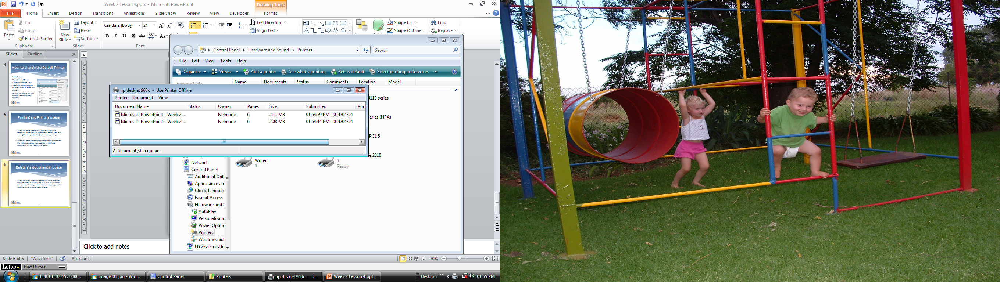 Week 2 Lesson 4.pptx - Microsoft PowerPoint
Drawing Tools
File Home Insert Design Transitions Animations Slide Show Review View Developer Format
Paste
Cut
Copy
Format Painter
Clipboard
New Slide
Layout
Reset
Section
Slides
Candara (Body) 24
B I U S abc AV Aa
Font
Text Direction
Align Text
Shape Fill
Shape Outline
Find
Replace
Slides Outline
4
How to change the Default Printer
5
Printing and Printing queue
6
Deleting a document in queue
Control Panel Hardware and Sound Printers
Search
File Edit View Tools Help
Organize Views Add a printer See what's printing Set as default Select printing preferences »
Name Documents Status Comments Location Model
Favorite Links
J110 series
series (HPA)
PCL 5
e 2010
Writer
0
0
Ready
hp deskjet 960c - Use Printer Offline
Printer Document View
Document Name Status Owner Pages Size Submitted Port
Microsoft PowerPoint - Week 2 ... Nelmarie 6 2.11 MB 01:54:39 PM 2014/04/04
Microsoft PowerPoint - Week 2 ... Nelmarie 6 2.08 MB 01:54:44 PM 2014/04/04
2 document(s) in queue
Network
Control Panel
Additional Opti
Appearance an
Clock, Languag
Ease of Access
Hardware and S
AutoPlay
Personalizatio
Power Option
Printers
Windows Side
Network and In
Click to add notes
Slide 6 of 6 "Waveform" Afrikaans 70%
Lotus New Drawer
11401311004551280... image001.jpg - Win... Control Panel Printers hp deskjet 960c - U... Week 2 Lesson 4.ppt... Desktop » 01:55 PM